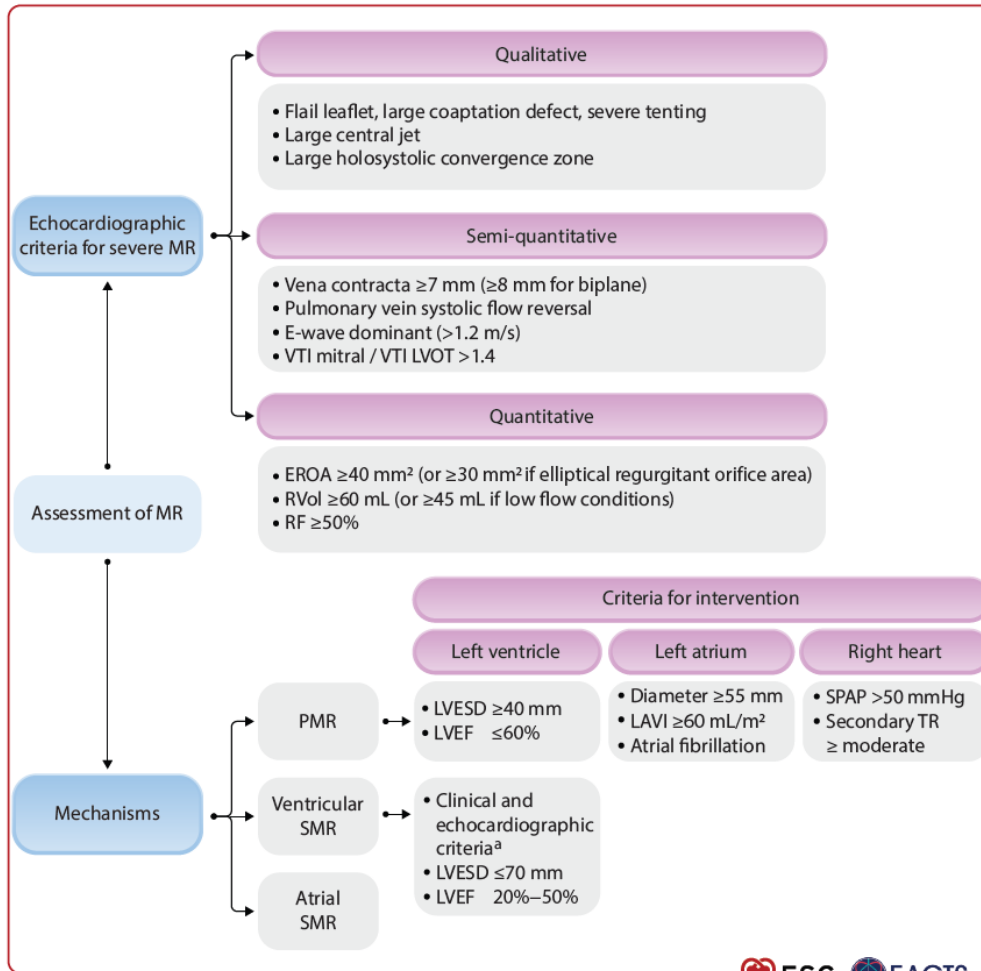 Qualitative
• Flail leaflet, large coaptation defect, severe tenting
• Large central jet
• Large holosystolic convergence zone
Echocardiographic
criteria for severe MR
Semi-quantitative
• Vena contracta ≥7 mm (≥8 mm for biplane)
• Pulmonary vein systolic flow reversal
• E-wave dominant (>1.2 m/s)
• VTI mitral / VTI LVOT >1.4
Quantitative
• EROA ≥40 mm² (or ≥30 mm² if elliptical regurgitant orifice area)
• RVol ≥60 mL (or ≥45 mL if low flow conditions)
• RF ≥50%
Assessment of MR
Criteria for intervention
Left ventricle
Left atrium
Right heart
PMR
• LVESD ≥40 mm
• LVEF ≤60%
• Diameter ≥55 mm
• LAVI ≥60 mL/m²
• Atrial fibrillation
• SPAP >50 mmHg
• Secondary TR
≥ moderate
Mechanisms
Ventricular
SMR
• Clinical and
echocardiographic
criteriaᵃ
• LVESD ≤70 mm
• LVEF 20%–50%
Atrial
SMR
ESC
EACTS